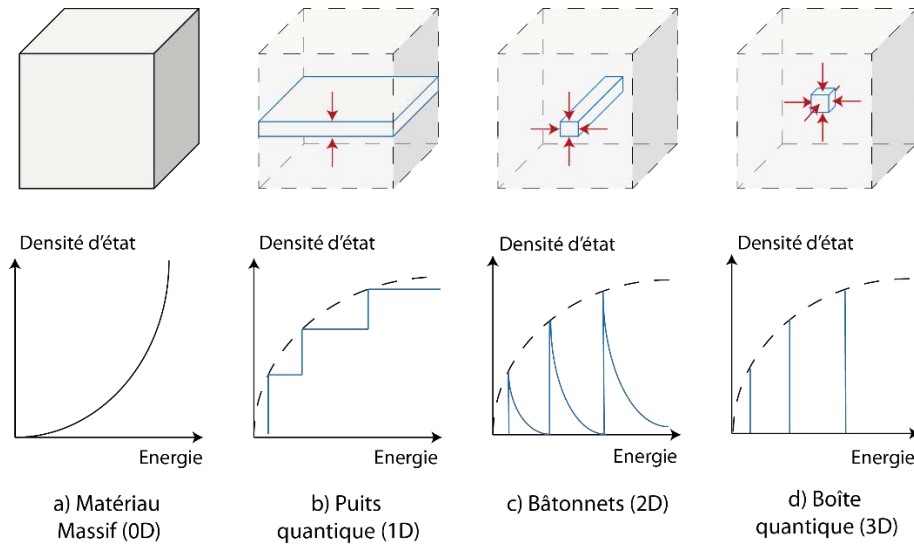 Densité d'état
Densité d'état
Densité d'état
Densité d'état
Energie
Energie
Energie
Energie
a) Matériau
Massif (0D)
b) Puits
quantique (1D)
c) Bâtonnets (2D)
d) Boîte
quantique (3D)